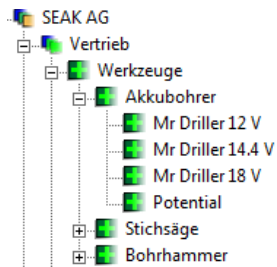 SEAK AG
Vertrieb
Werkzeuge
Akkubohrer
Mr Driller 12 V
Mr Driller 14.4 V
Mr Driller 18 V
Potential
Stichsäge
Bohrhammer